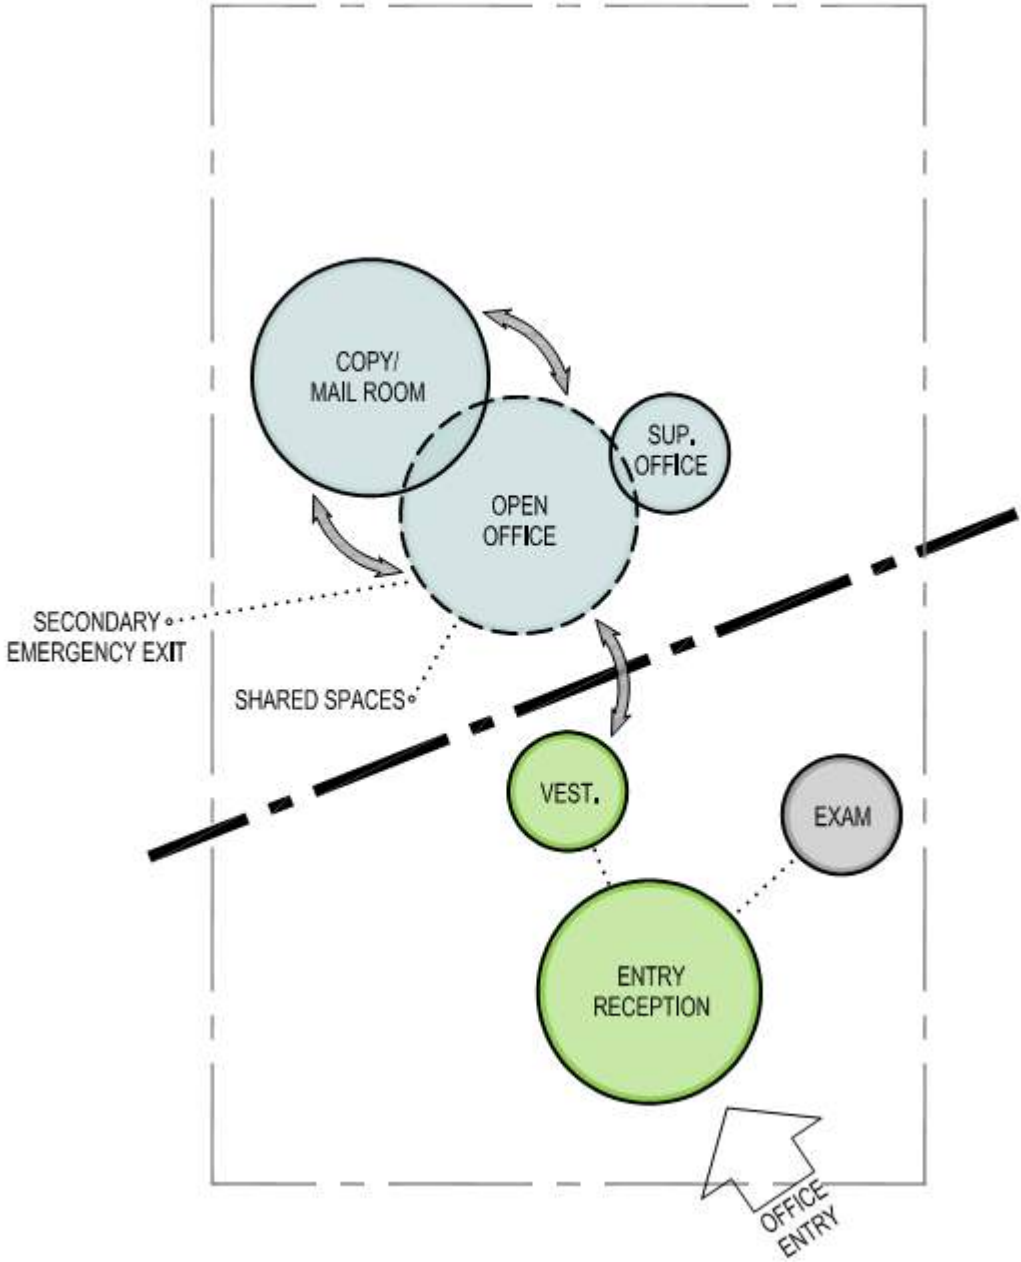 COPY/
MAIL ROOM
SUP.
OFFICE
OPEN
OFFICE
SECONDARY
EMERGENCY EXIT
SHARED SPACES
VEST.
EXAM
ENTRY
RECEPTION
OFFICE
ENTRY